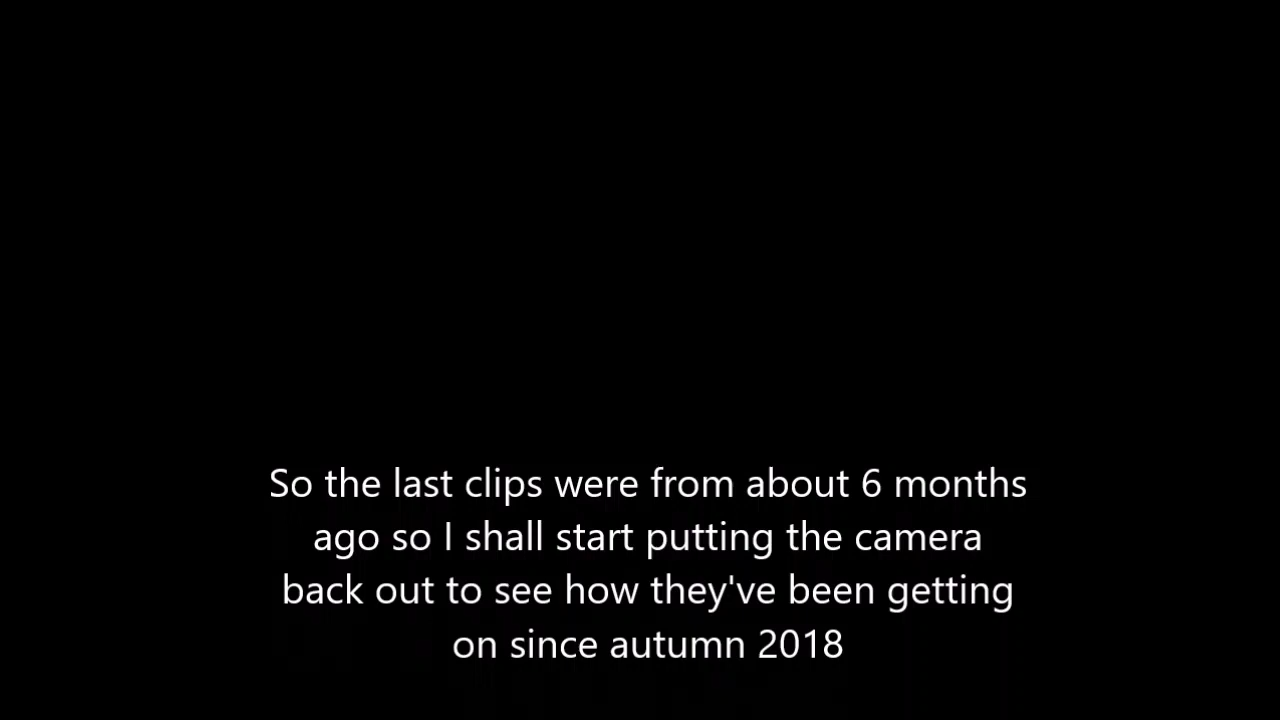 So the last clips were from about 6 months
ago so I shall start putting the camera
back out to see how they've been getting
on since autumn 2018